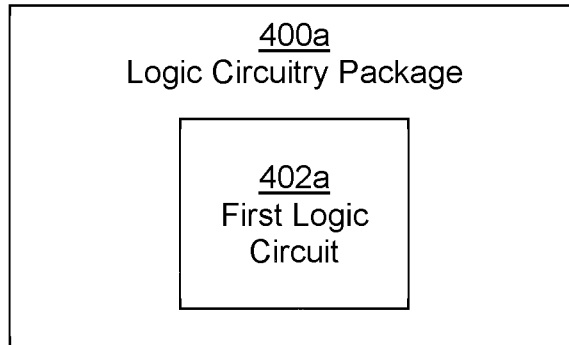 400a
Logic Circuitry Package
402a
First Logic
Circuit